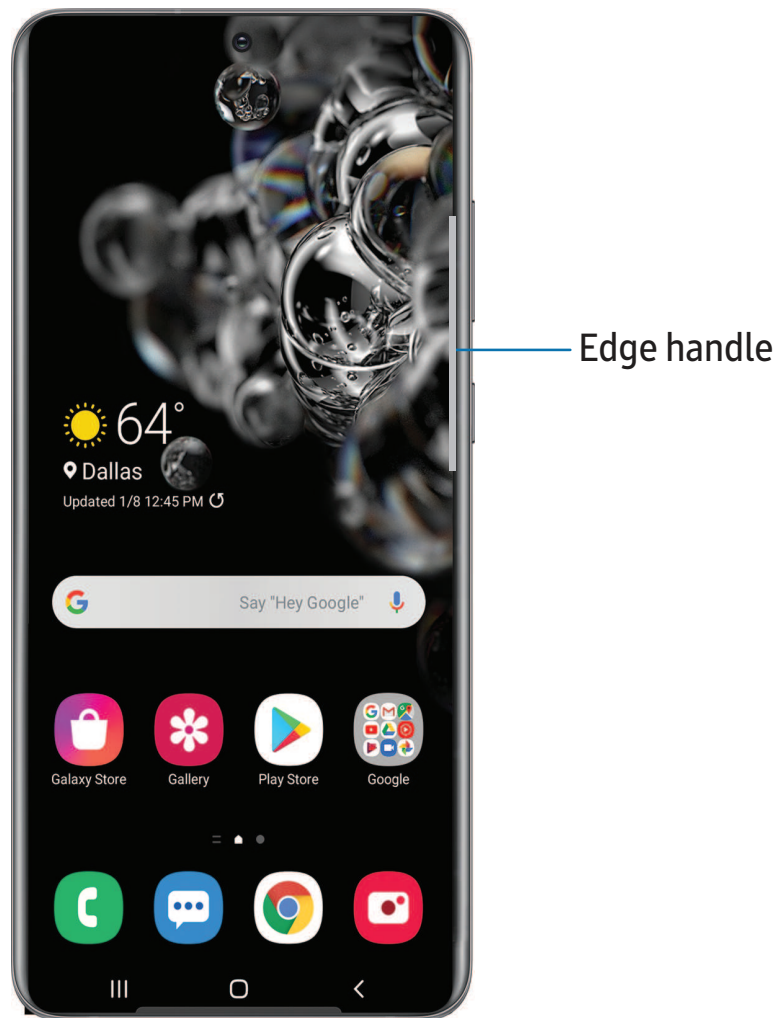 Edge handle
64°
Dallas
Updated 1/8 12:45 PM
Say "Hey Google"
Galaxy Store Gallery Play Store Google